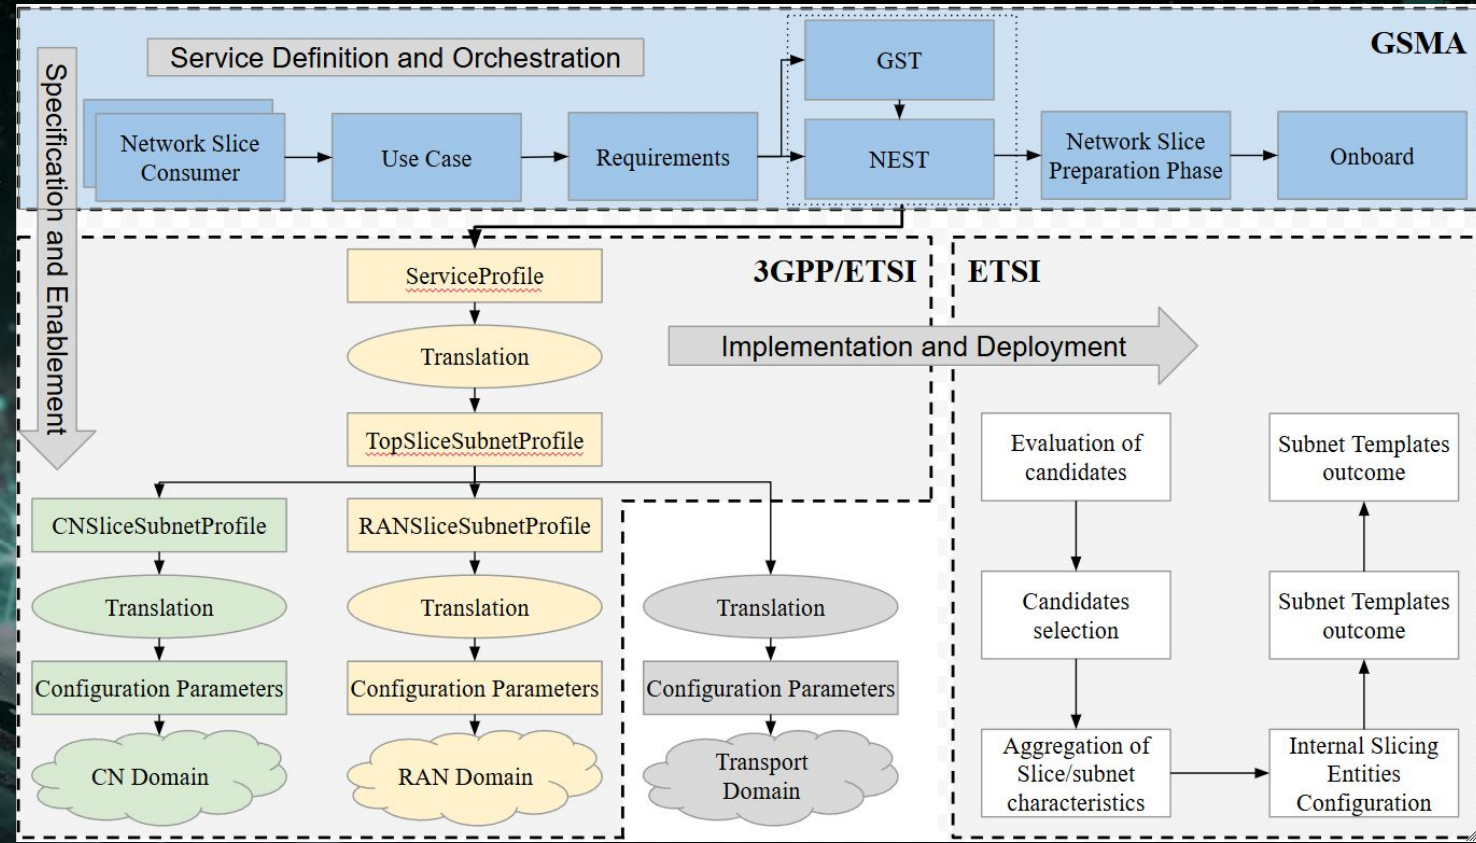 GSMA
Service Definition and Orchestration
Specification and Enablement
Network Slice
Consumer
Use Case
Requirements
GST
NEST
Network Slice
Preparation Phase
Onboard
3GPP/ETSI
ServiceProfile
Translation
TopSliceSubnetProfile
CNSliceSubnetProfile
Translation
Configuration Parameters
CN Domain
RANSliceSubnetProfile
Translation
Configuration Parameters
RAN Domain
Translation
Configuration Parameters
Transport
Domain
Implementation and Deployment
ETSI
Evaluation of
candidates
Candidates
selection
Aggregation of
Slice/subnet
characteristics
Internal Slicing
Entities
Configuration
Subnet Templates
outcome
Subnet Templates
outcome